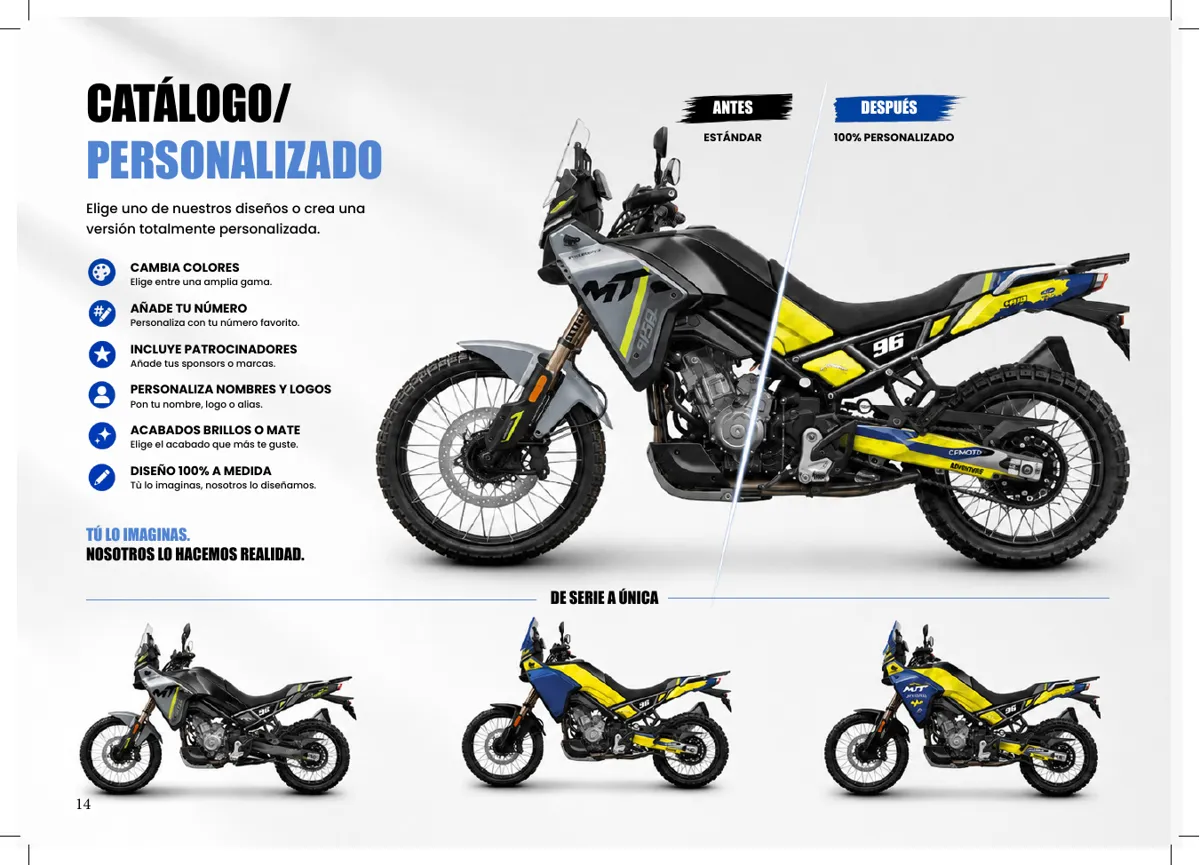 CATÁLOGO/
PERSONALIZADO
Elige uno de nuestros diseños o crea una
versión totalmente personalizada.
CAMBIA COLORES
Elige entre una amplia gama.
AÑADE TU NÚMERO
Personaliza con tu número favorito.
INCLUYE PATROCINADORES
Añade tus sponsors o marcas.
PERSONALIZA NOMBRES Y LOGOS
Pon tu nombre, logo o alias.
ACABADOS BRILLOS O MATE
Elige el acabado que más te guste.
DISEÑO 100% A MEDIDA
Tù lo imaginas, nosotros lo diseñamos.
TÚ LO IMAGINAS.
NOSOTROS LO HACEMOS REALIDAD.
ANTES
ESTÁNDAR
DESPUÉS
100% PERSONALIZADO
MT
96
CFMOTO
ADVENTURE
DE SERIE A ÚNICA
MT
96
96
MT
96
14